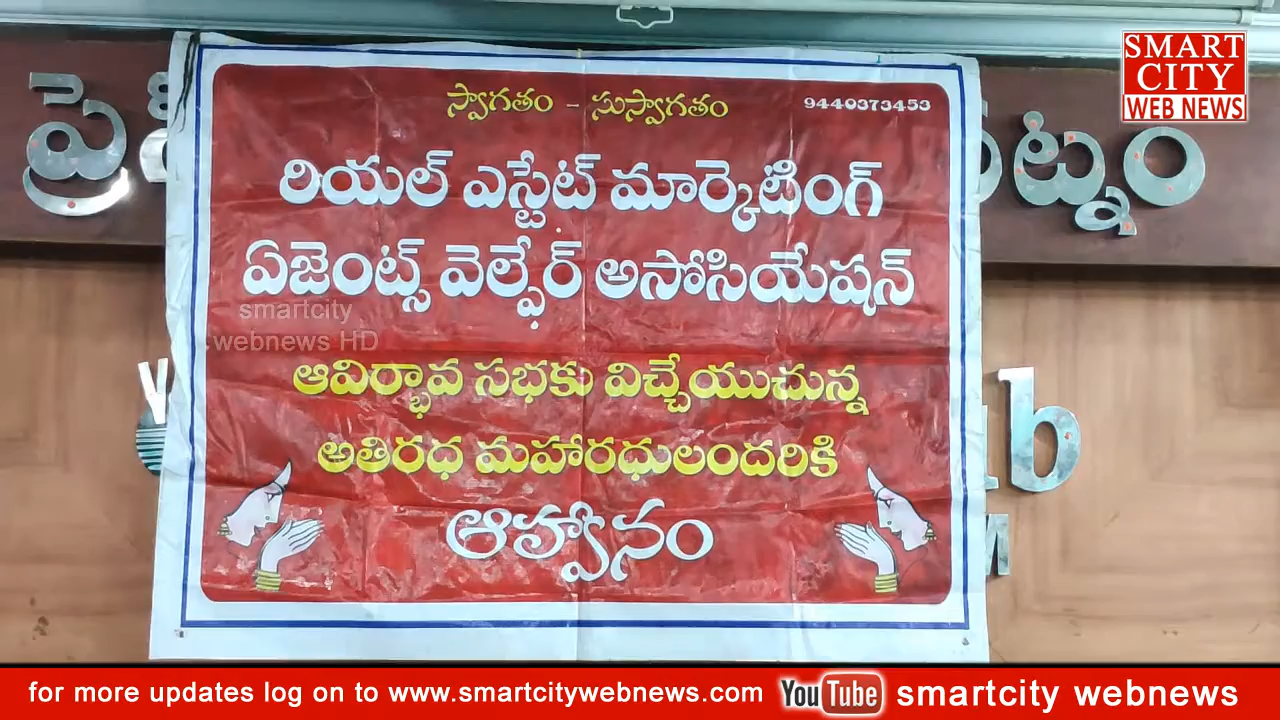 SMART
CITY
WEB NEWS
స్వాగతం - సుస్వాగతం
9440373453
రియల్ ఎస్టేట్ మార్కెటింగ్
ఏజెంట్స్ వెల్ఫేర్ అసోసియేషన్
smartcity
webnews HD
ఆవిర్భావ సభకు విచ్చేయుచున్న
అతిరధ మహారధులందరికి
ఆహ్వానం
for more updates log on to www.smartcitywebnews.com YouTube smartcity webnews